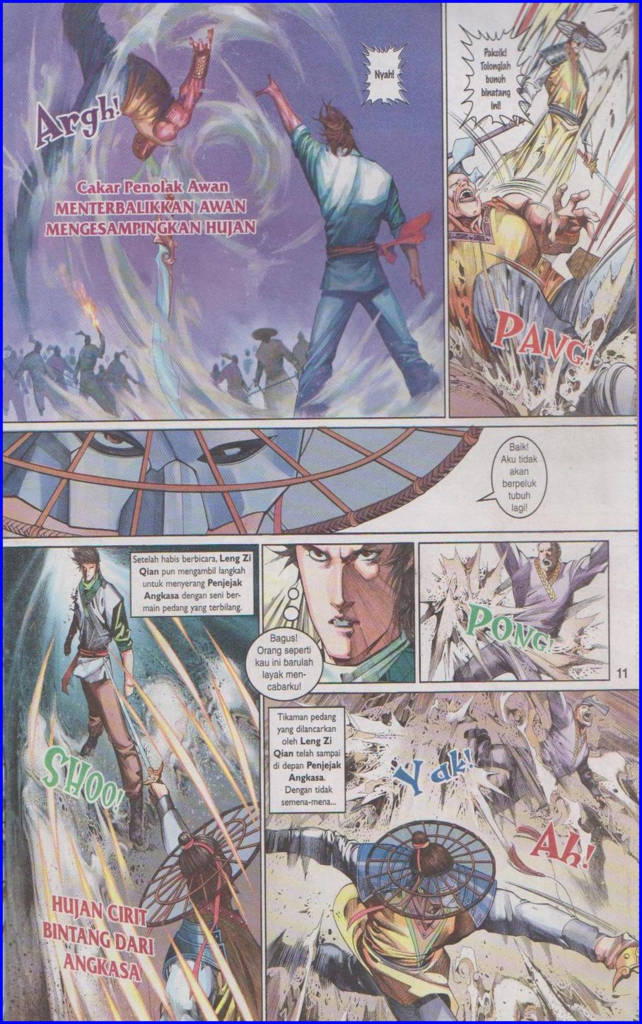 Argh!
Nyah!
Cakar Penolak Awan
MENTERBALIKKAN AWAN
MENGESAMPINGKAN HUJAN
Pakcik!
Tolonglah
bunuh
binatang
ini!
PANG!
Baik!
Aku tidak
akan
berpeluk
tubuh
lagi!
Setelah habis berbicara, Leng Zi
Qian pun mengambil langkah
untuk menyerang Penjejak
Angkasa dengan seni ber-
main pedang yang terbilang.
Bagus!
Orang seperti
kau ini barulah
layak men-
cabarku!
PONG!
11
SHOO!
HUJAN CIRIT
BINTANG DARI
ANGKASA
Tikaman pedang
yang dilancarkan
oleh Leng Zi
Qian telah sampai
di depan Penjejak
Angkasa.
Dengan tidak
semena-mena...
Yak!
Ah!